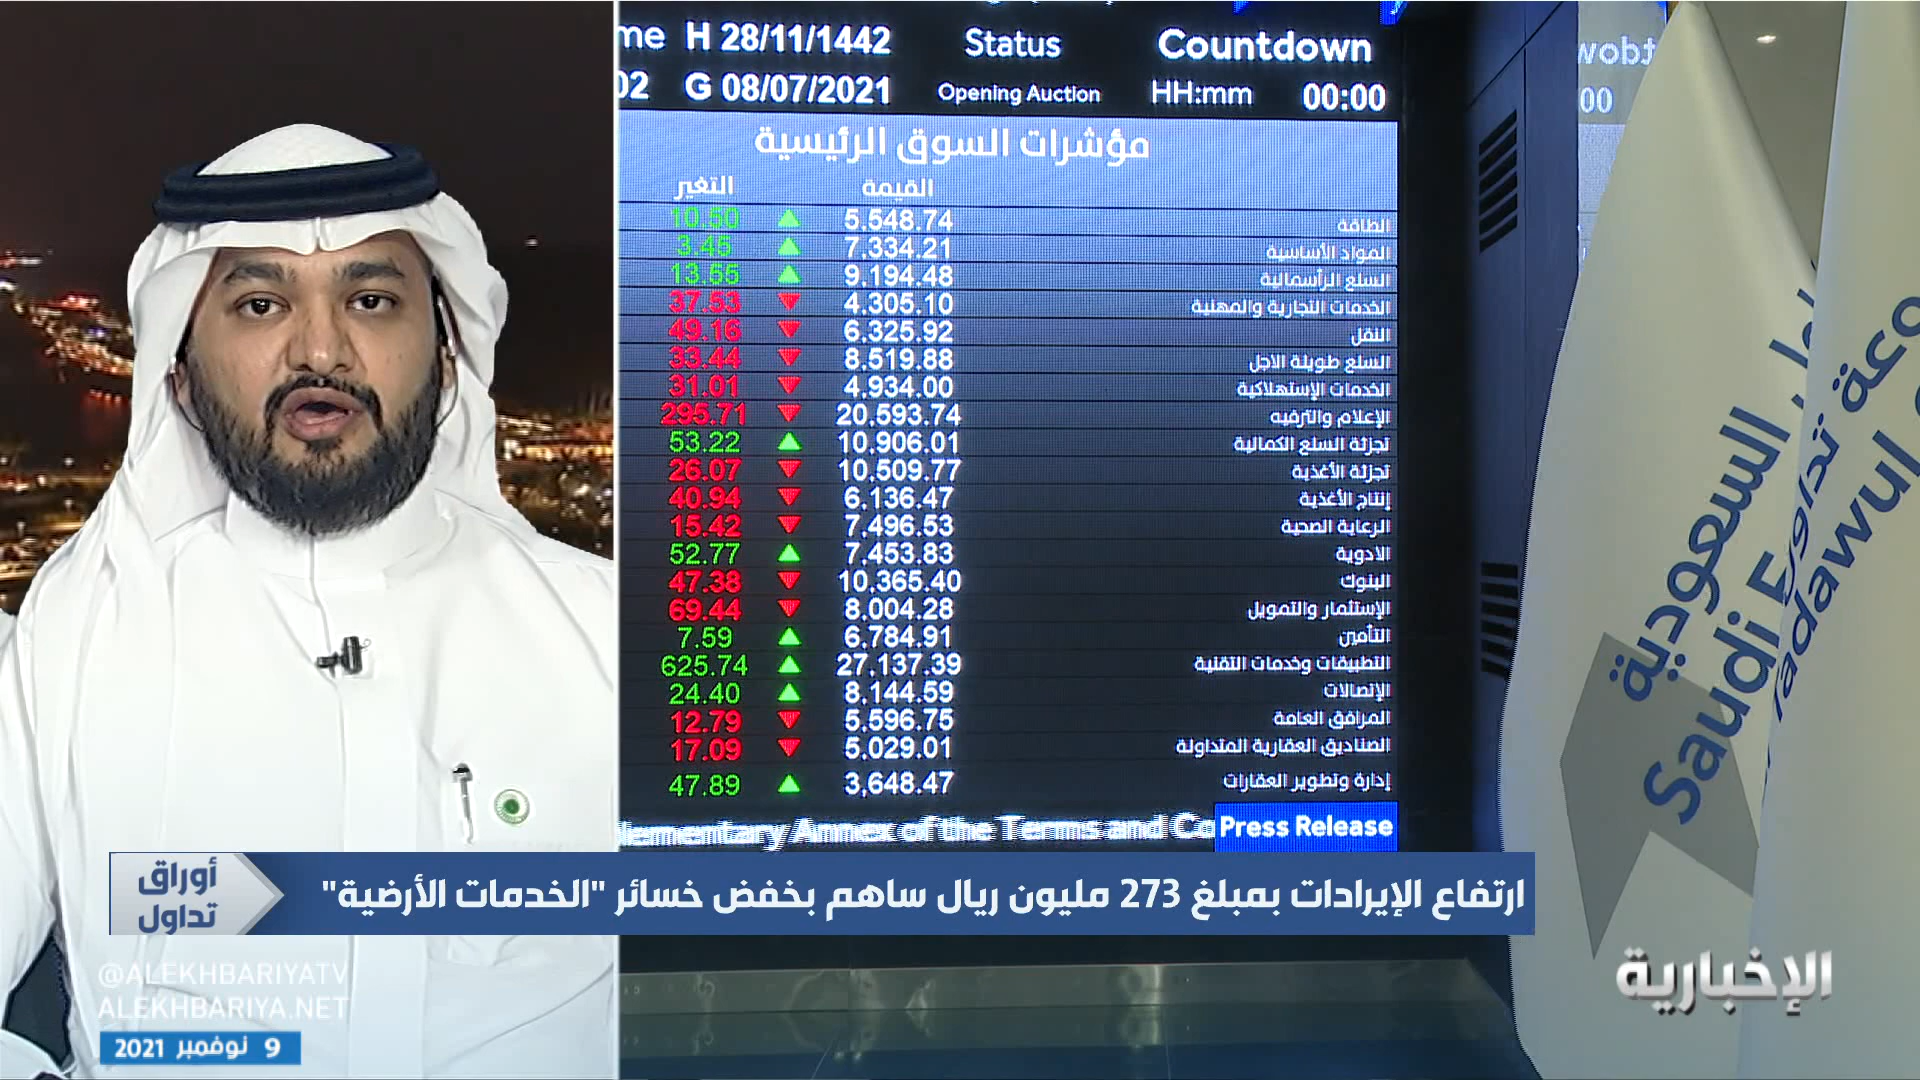 H 28/11/1442 Status Countdown
02 G 08/07/2021 Opening Auction HH:mm 00:00
مؤشرات السوق الرئيسية
القيمة التغير
الطاقة 5,548.74 ▲ 10.50
المواد الأساسية 7,334.21 ▲ 3.45
السلع الرأسمالية 9,194.48 ▲ 13.55
الخدمات التجارية والمهنية 4,305.10 ▼ 37.53
النقل 6,325.92 ▼ 49.16
السلع طويلة الاجل 8,519.88 ▼ 33.44
الخدمات الإستهلاكية 4,934.00 ▼ 31.01
الإعلام والترفيه 20,593.74 ▼ 295.71
تجزئة السلع الكمالية 10,906.01 ▲ 53.22
تجزئة الأغذية 10,509.77 ▼ 26.07
إنتاج الأغذية 6,136.47 ▼ 40.94
الرعاية الصحية 7,496.53 ▼ 15.42
الادوية 7,453.83 ▲ 52.77
البنوك 10,365.40 ▼ 47.38
الإستثمار والتمويل 8,004.28 ▼ 69.44
التأمين 6,784.91 ▲ 7.59
التطبيقات وخدمات التقنية 27,137.39 ▲ 625.74
الإتصالات 8,144.59 ▲ 24.40
المرافق العامة 5,596.75 ▼ 12.79
الصناديق العقارية المتداولة 5,029.01 ▼ 17.09
إدارة وتطوير العقارات 3,648.47 ▲ 47.89
Annex of the Terms and Press Release
السعودية
Saudi
تداول
adawul
ارتفاع الإيرادات بمبلغ 273 مليون ريال ساهم بخفض خسائر "الخدمات الأرضية"
أوراق
تداول
الإخبارية
@ALEKHBARIYATV
ALEKHBARIYA.NET
9 نوفمبر 2021